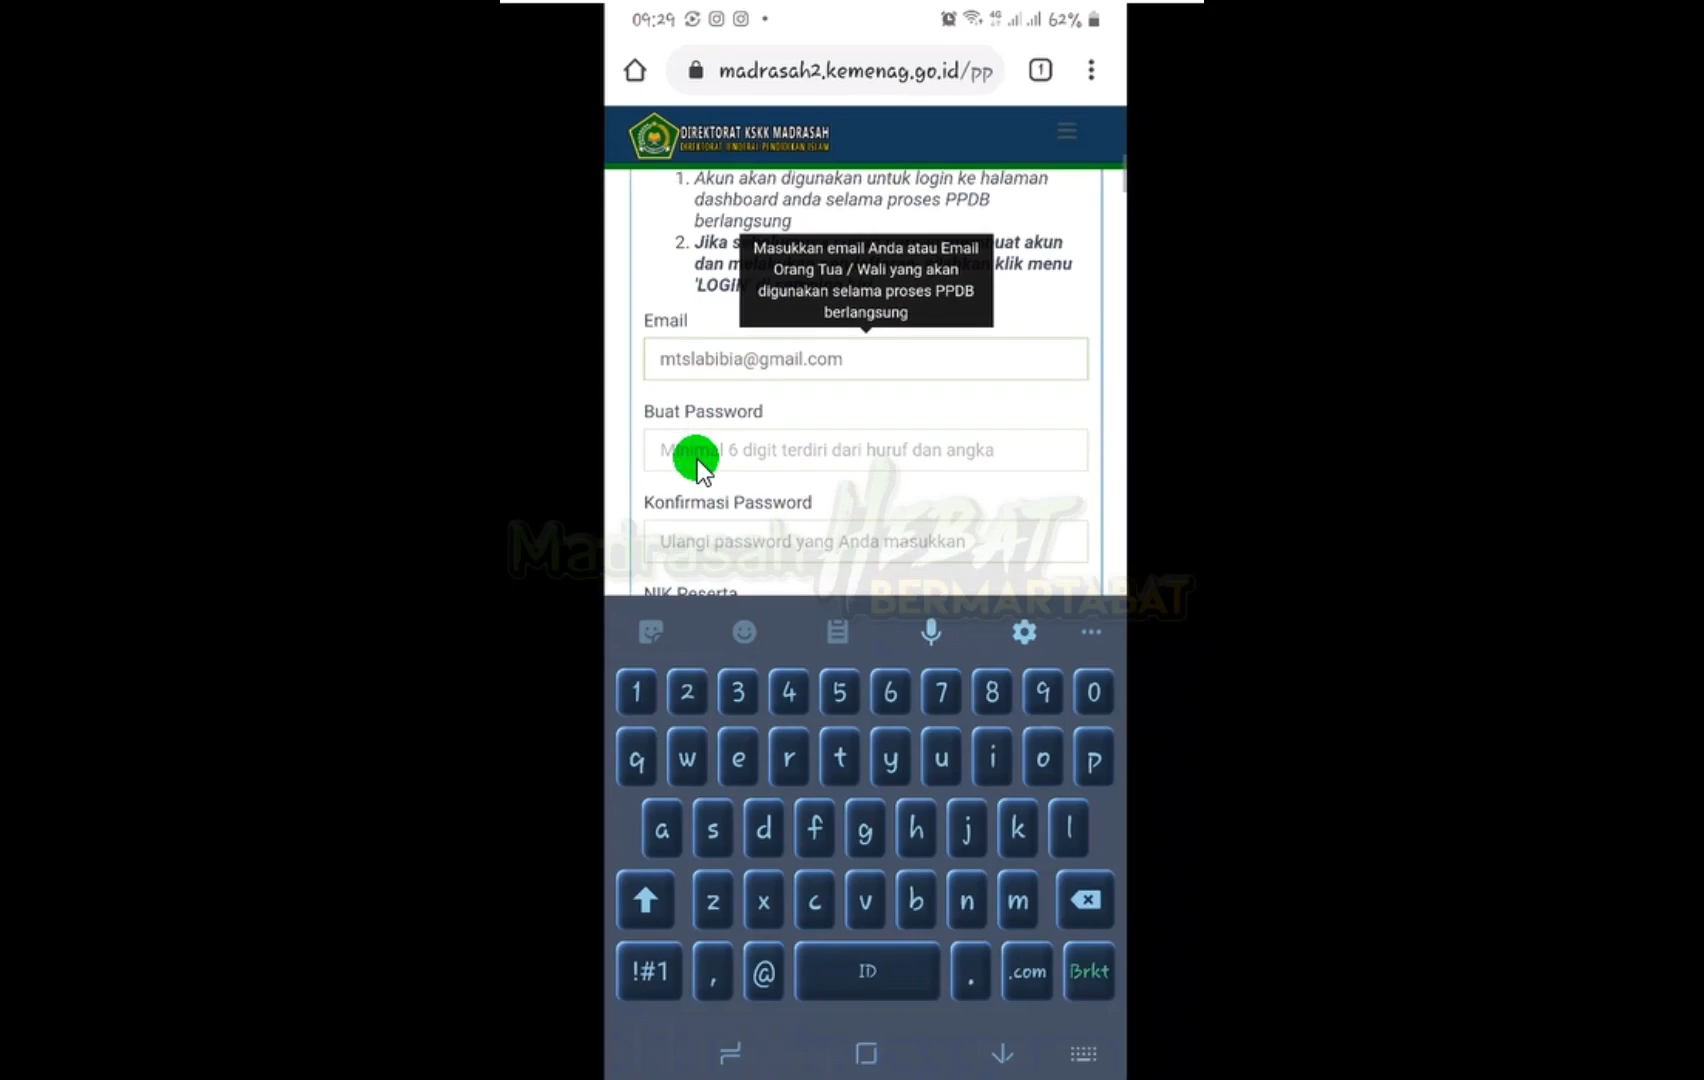 09:29
4G
62%
madrasah2.kemenag.go.id/pp
1
DIREKTORAT KSKK MADRASAH
DIREKTORAT JENDERAL PENDIDIKAN ISLAM
1. Akun akan digunakan untuk login ke halaman
dashboard anda selama proses PPDB
berlangsung
2. Jika
uat akun
dan
klik menu
'LOGIN
Masukkan email Anda atau Email
Orang Tua / Wali yang akan
digunakan selama proses PPDB
berlangsung
Email
mtslabibia@gmail.com
Buat Password
Minimal 6 digit terdiri dari huruf dan angka
Konfirmasi Password
Ulangi password yang Anda masukkan
NIK Peserta
Madrasah HEBAT
BERMARTABAT
1 2 3 4 5 6 7 8 9 0
q w e r t y u i o p
a s d f g h j k l
z x c v b n m
!#1 , @ ID . .com Brkt